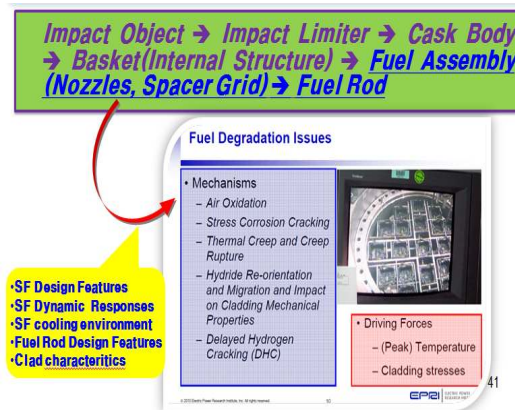 Impact Object → Impact Limiter → Cask Body
→ Basket(Internal Structure) → Fuel Assembly
(Nozzles, Spacer Grid) → Fuel Rod
Fuel Degradation Issues
• Mechanisms
– Air Oxidation
– Stress Corrosion Cracking
– Thermal Creep and Creep
Rupture
– Hydride Re-orientation
and Migration and Impact
on Cladding Mechanical
Properties
– Delayed Hydrogen
Cracking (DHC)
• Driving Forces
– (Peak) Temperature
– Cladding stresses
•SF Design Features
•SF Dynamic Responses
•SF cooling environment
•Fuel Rod Design Features
•Clad characteritics
41
EPRI